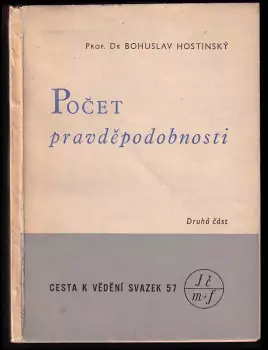 PROF. DR BOHUSLAV HOSTINSKÝ
POČET
pravděpodobnosti
Druhá část
CESTA K VĚDĚNÍ SVAZEK 57
J č
m+f